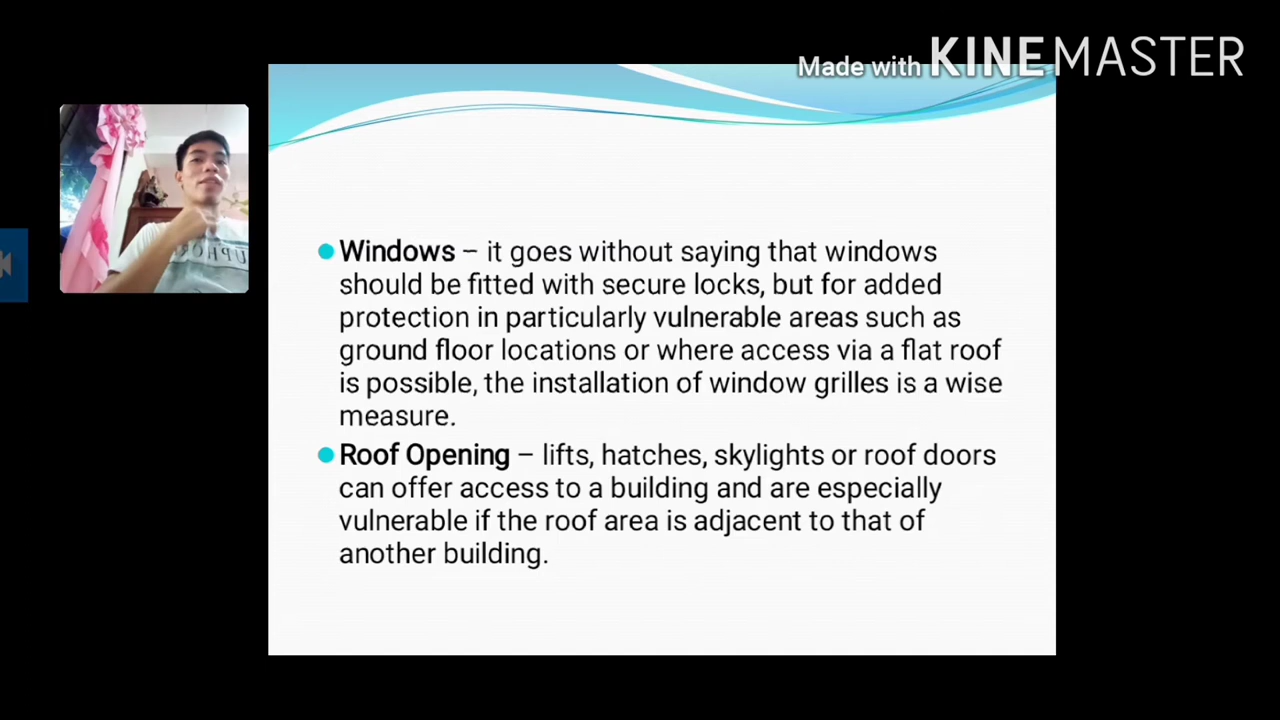 Made with KINEMASTER
Windows – it goes without saying that windows
should be fitted with secure locks, but for added
protection in particularly vulnerable areas such as
ground floor locations or where access via a flat roof
is possible, the installation of window grilles is a wise
measure.
Roof Opening – lifts, hatches, skylights or roof doors
can offer access to a building and are especially
vulnerable if the roof area is adjacent to that of
another building.